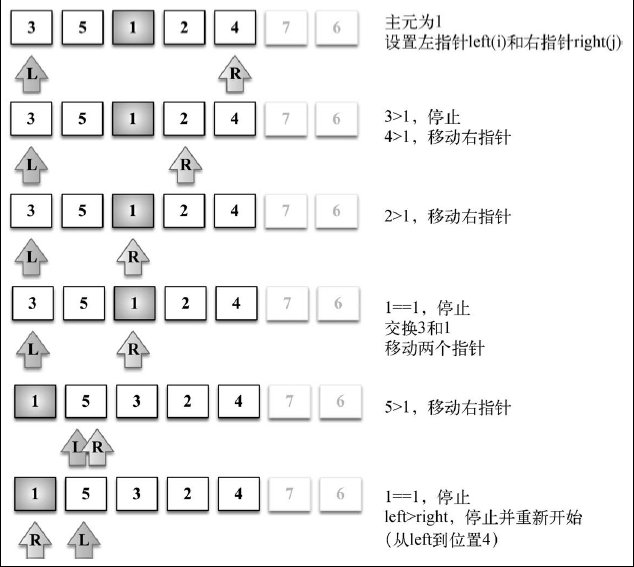 3 5 1 2 4 7 6
主元为1
设置左指针left(i)和右指针right(j)
L R
3 5 1 2 4 7 6
3>1，停止
4>1，移动右指针
L R
3 5 1 2 4 7 6
2>1，移动右指针
L R
3 5 1 2 4 7 6
1==1，停止
交换3和1
移动两个指针
L R
1 5 3 2 4 7 6
5>1，移动右指针
L R
1 5 3 2 4 7 6
1==1，停止
left>right，停止并重新开始
（从left到位置4）
R L